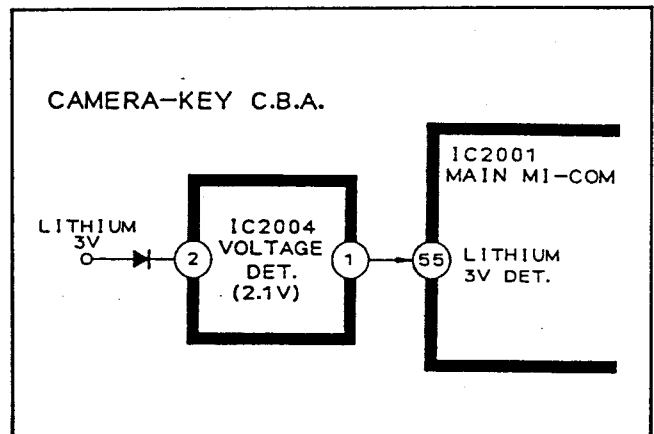 CAMERA-KEY C.B.A.
IC2001
MAIN MI-COM
LITHIUM
3V
2
IC2004
VOLTAGE
DET.
(2.1V)
1
55
LITHIUM
3V DET.